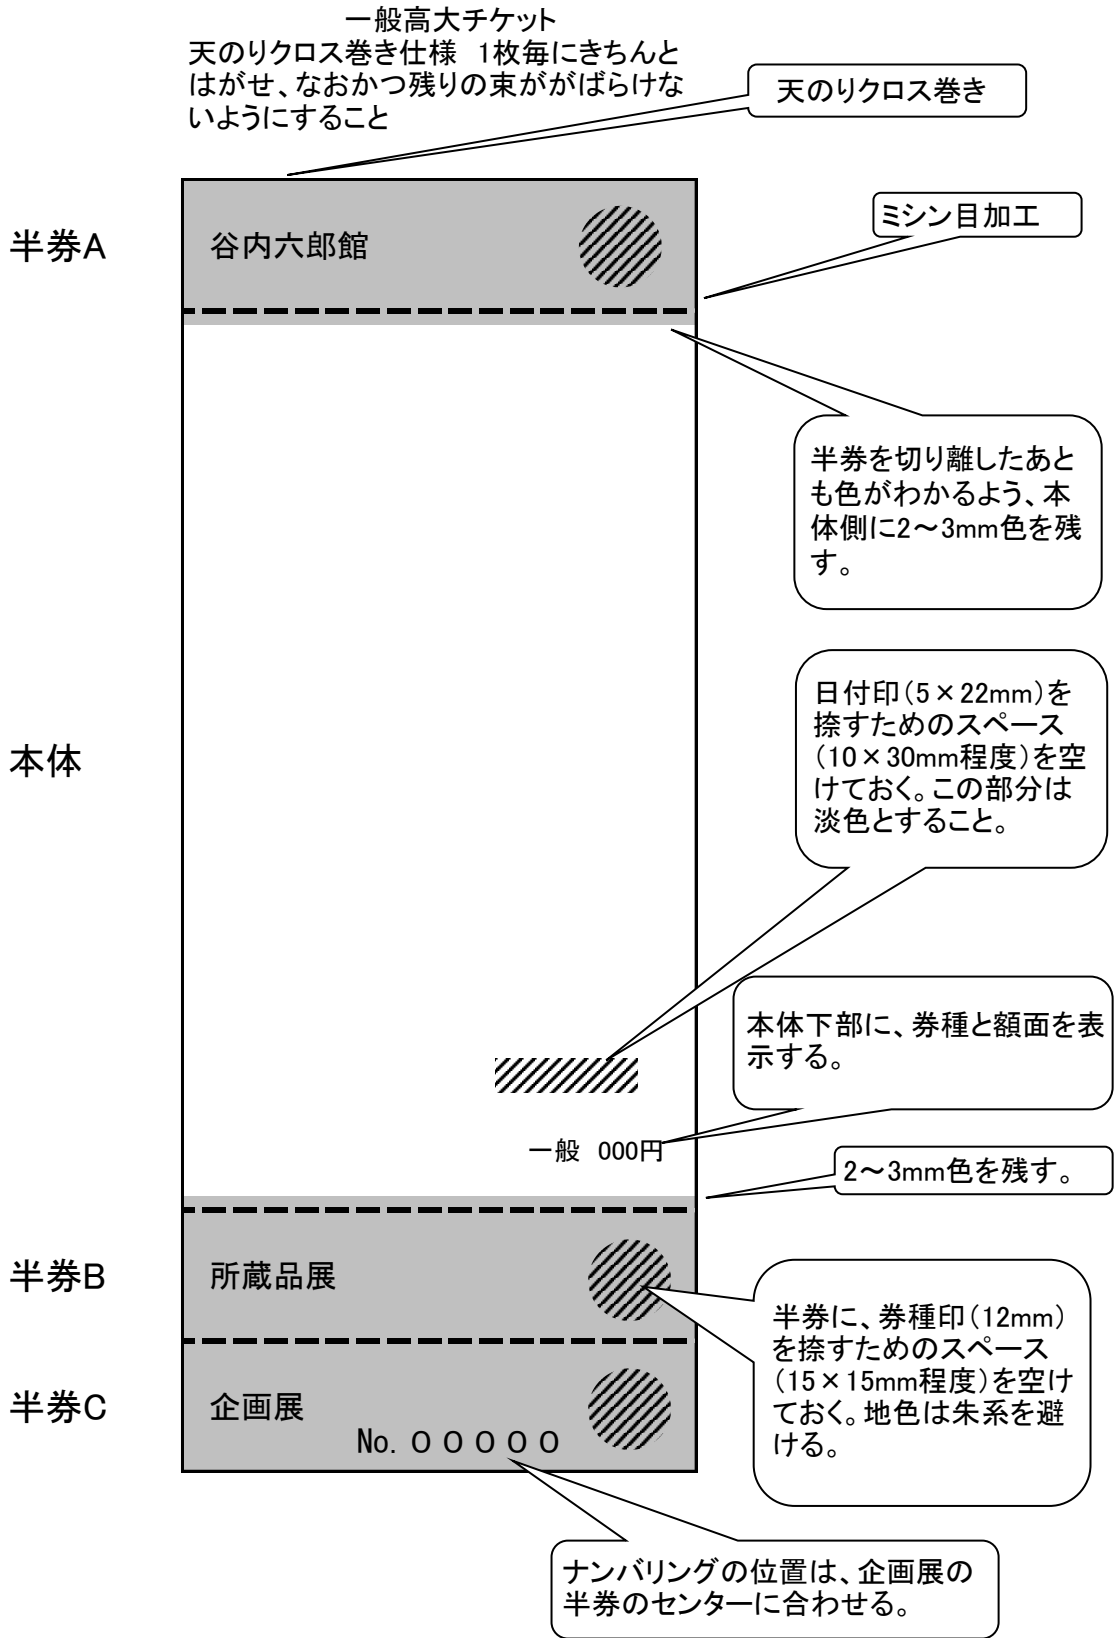 一般高大チケット
天のりクロス巻き仕様 1枚毎にきちんと
はがせ、なおかつ残りの束ががばらけな
いようにすること
天のりクロス巻き
ミシン目加工
半券A
谷内六郎館
半券を切り離したあと
も色がわかるよう、本
体側に2～3mm色を残
す。
日付印(5×22mm)を
捺すためのスペース
(10×30mm程度)を空
けておく。この部分は
淡色とすること。
本体
本体下部に、券種と額面を表
示する。
一般 000円
2～3mm色を残す。
半券B
所蔵品展
半券に、券種印(12mm)
を捺すためのスペース
(15×15mm程度)を空け
ておく。地色は朱系を避
ける。
半券C
企画展
No.０００００
ナンバリングの位置は、企画展の
半券のセンターに合わせる。